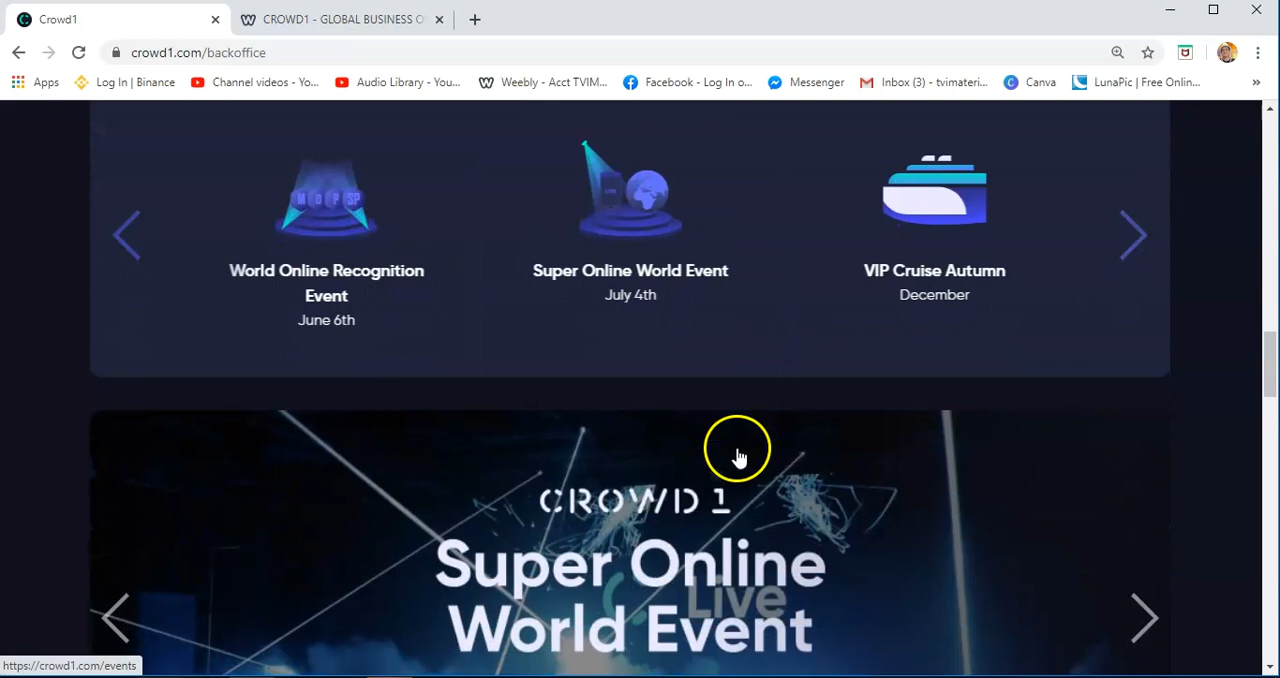 Crowd1
CROWD1 - GLOBAL BUSINESS O
crowd1.com/backoffice
Apps
Log In | Binance
Channel videos - Yo...
Audio Library - You...
Weebly - Acct TVIM...
Facebook - Log In o...
Messenger
Inbox (3) - tvimateri...
Canva
LunaPic | Free Onlin...
M D P SP
LIVE
World Online Recognition
Event
June 6th
Super Online World Event
July 4th
VIP Cruise Autumn
December
CROWD 1
Super Online
Live
World Event
https://crowd1.com/events